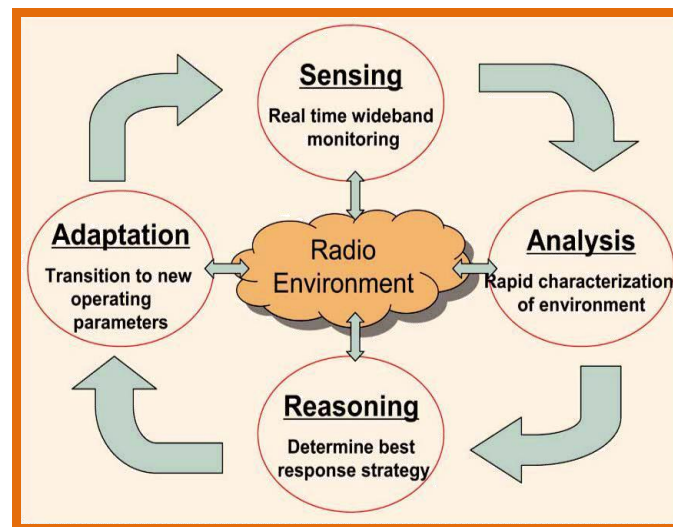 Sensing
Real time wideband
monitoring
Adaptation
Transition to new
operating
parameters
Radio
Environment
Analysis
Rapid characterization
of environment
Reasoning
Determine best
response strategy